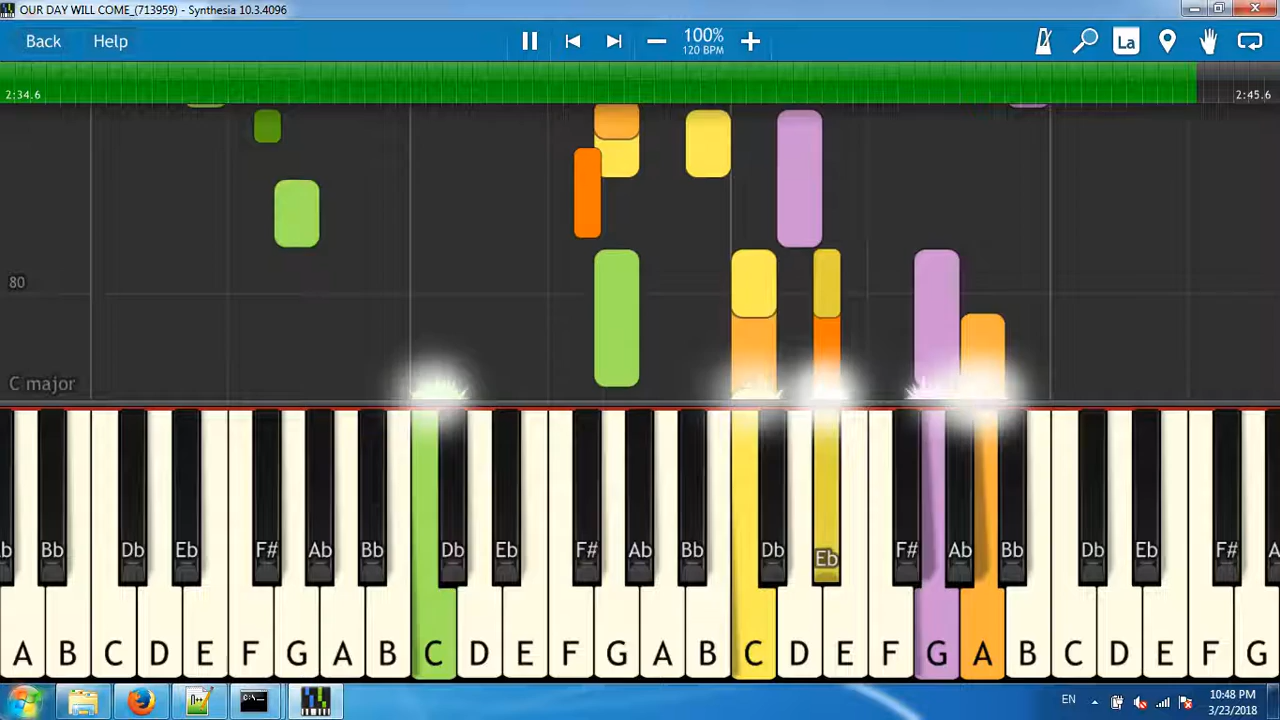 OUR DAY WILL COME_(713959) - Synthesia 10.3.4096
Back Help 100% La
120 BPM
2:34.6 2:45.6
80
C major
b Bb Db Eb F# Ab Bb Db Eb F# Ab Bb Db Eb F# Ab Bb Db Eb F# A
A B C D E F G A B C D E F G A B C D E F G A B C D E F G
EN 10:48 PM
3/23/2018